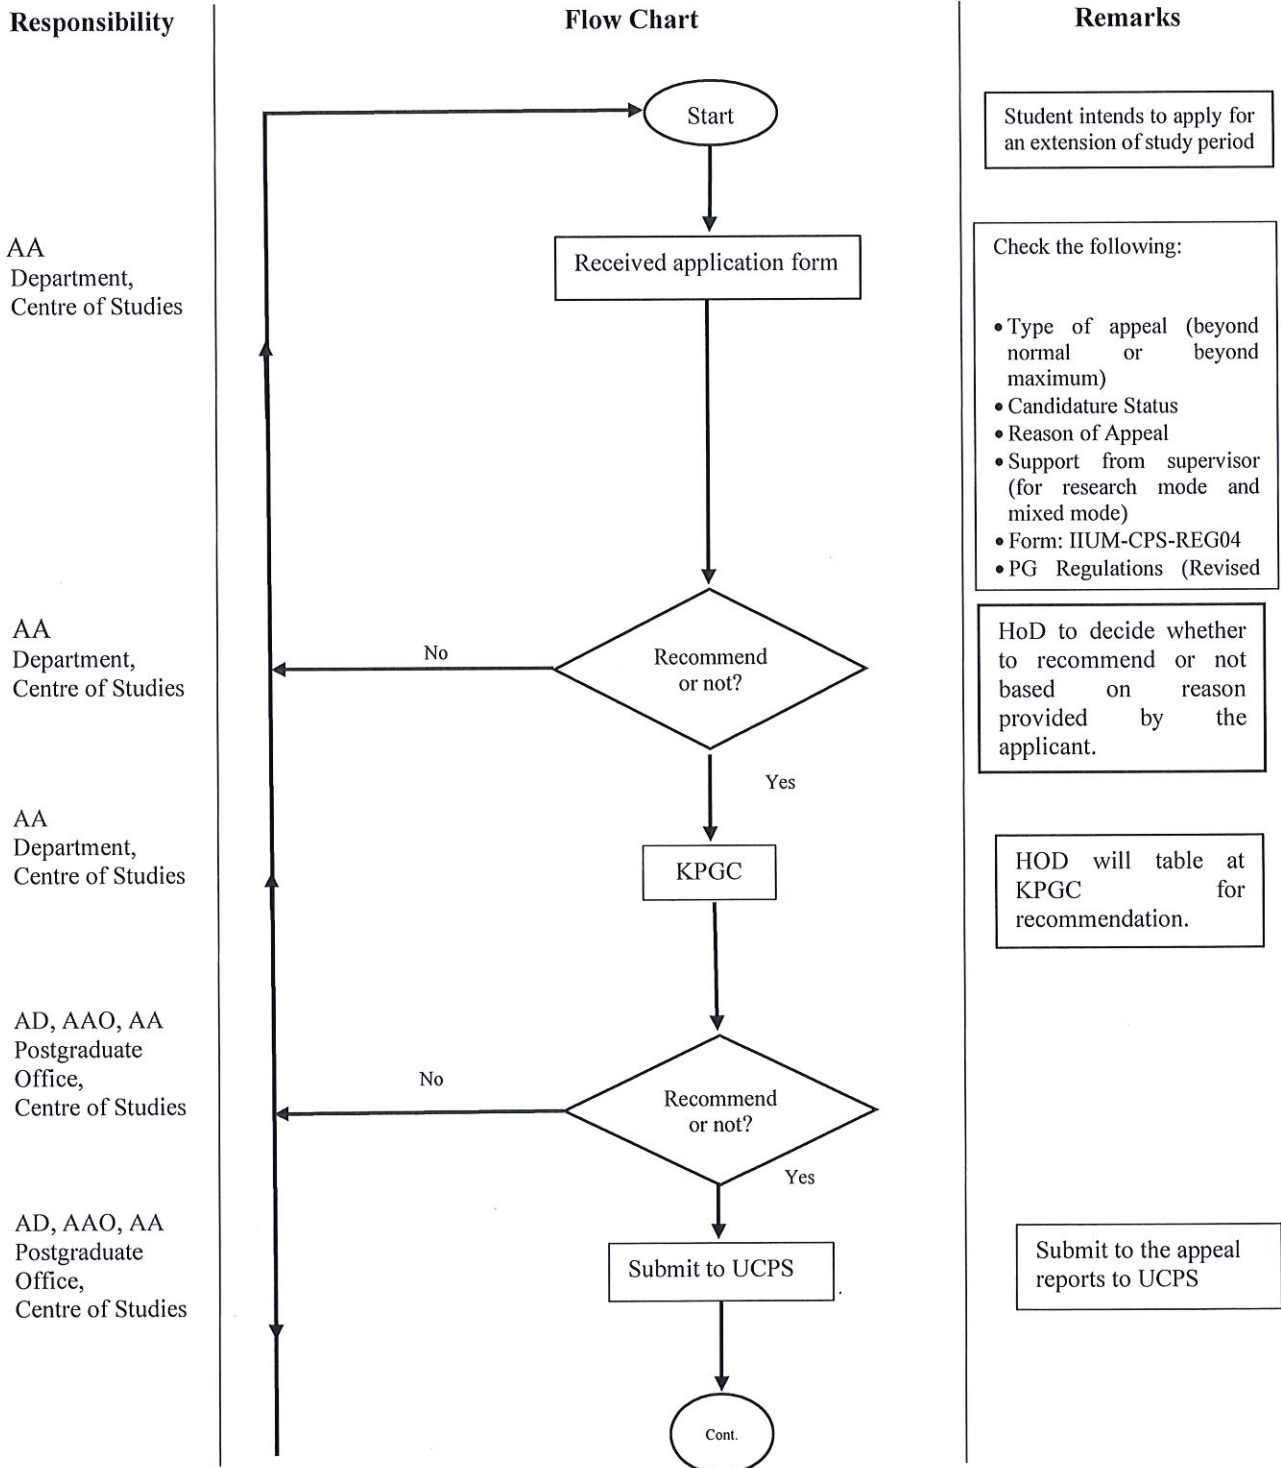 Responsibility
Flow Chart
Remarks
Start
Student intends to apply for
an extension of study period
AA
Department,
Centre of Studies
Received application form
Check the following:
• Type of appeal (beyond
normal or beyond
maximum)
• Candidature Status
• Reason of Appeal
• Support from supervisor
(for research mode and
mixed mode)
• Form: IIUM-CPS-REG04
• PG Regulations (Revised
AA
Department,
Centre of Studies
No
Recommend
or not?
Yes
HoD to decide whether
to recommend or not
based on reason
provided by the
applicant.
AA
Department,
Centre of Studies
KPGC
HOD will table at
KPGC for
recommendation.
AD, AAO, AA
Postgraduate
Office,
Centre of Studies
No
Recommend
or not?
Yes
AD, AAO, AA
Postgraduate
Office,
Centre of Studies
Submit to UCPS
Submit to the appeal
reports to UCPS
Cont.